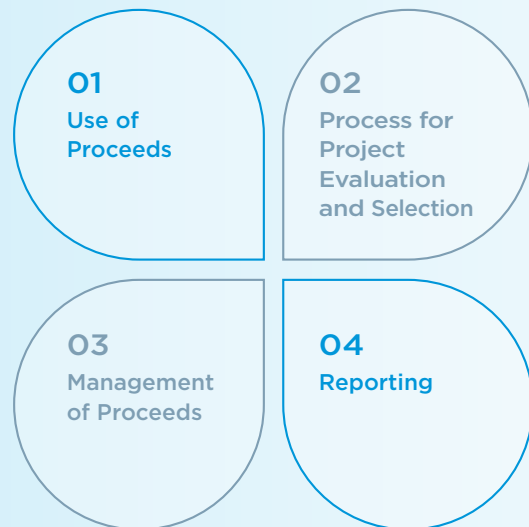 01
Use of
Proceeds
02
Process for
Project
Evaluation
and Selection
03
Management
of Proceeds
04
Reporting